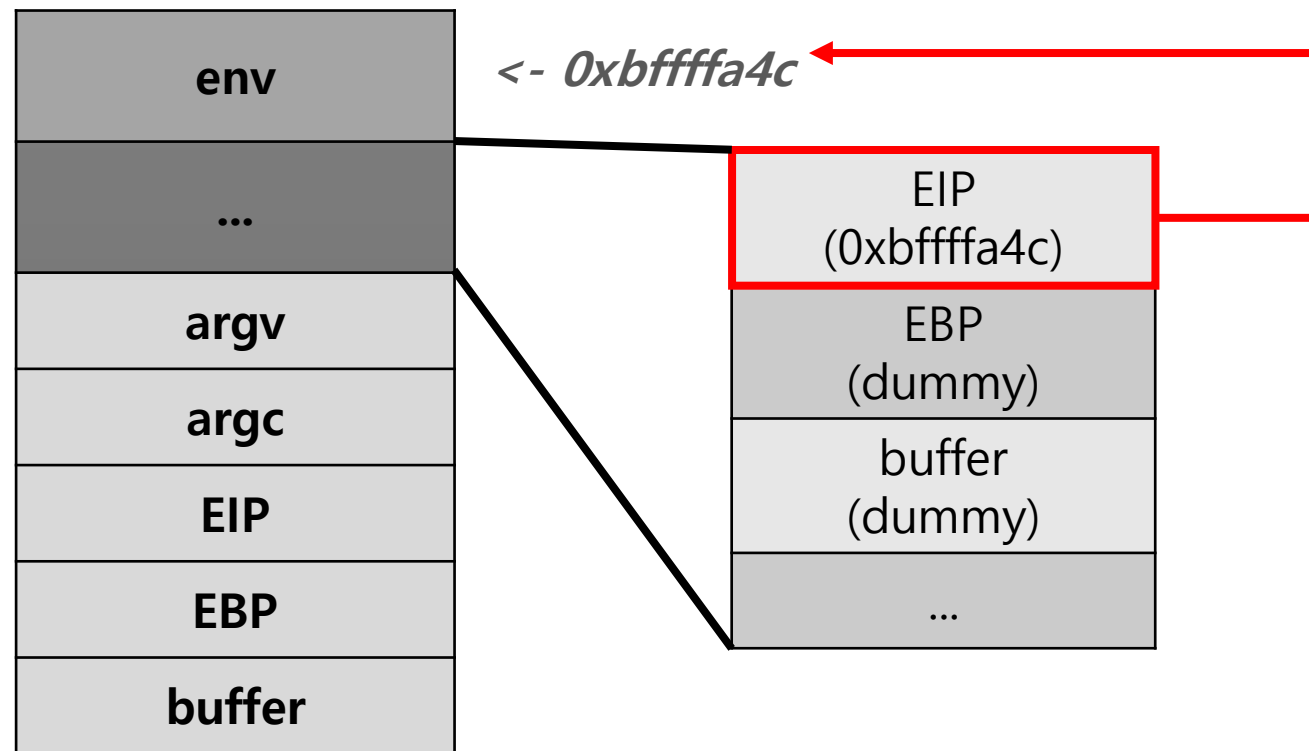 env
<- 0xbffffa4c
...
argv
argc
EIP
EBP
buffer
EIP
(0xbffffa4c)
EBP
(dummy)
buffer
(dummy)
...